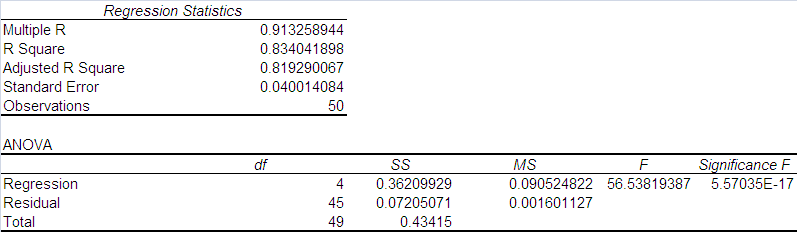 Regression Statistics
Multiple R 0.913258944
R Square 0.834041898
Adjusted R Square 0.819290067
Standard Error 0.040014084
Observations 50
ANOVA
df SS MS F Significance F
Regression 4 0.36209929 0.090524822 56.53819387 5.57035E-17
Residual 45 0.07205071 0.001601127
Total 49 0.43415